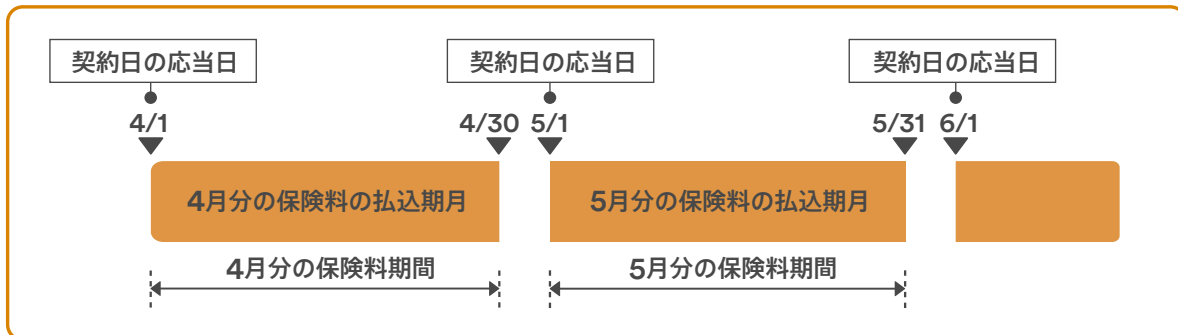 契約日の応当日
契約日の応当日
契約日の応当日
4/1
4/30
5/1
5/31
6/1
4月分の保険料の払込期月
5月分の保険料の払込期月
4月分の保険料期間
5月分の保険料期間